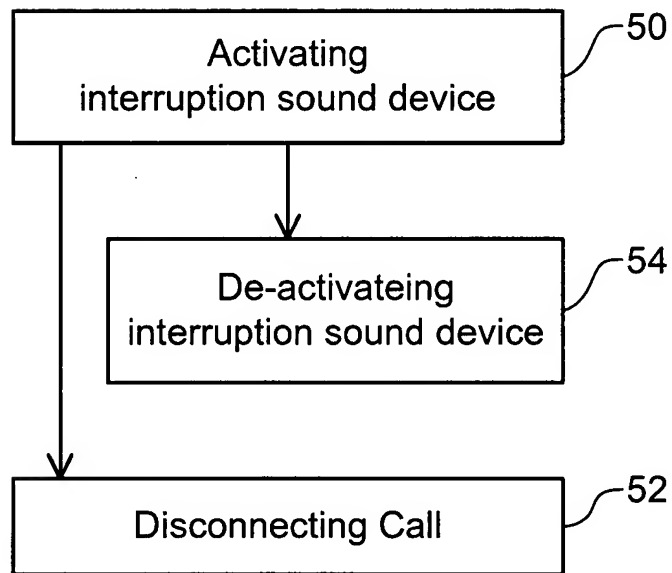 50
Activating
interruption sound device
54
De-activateing
interruption sound device
52
Disconnecting Call